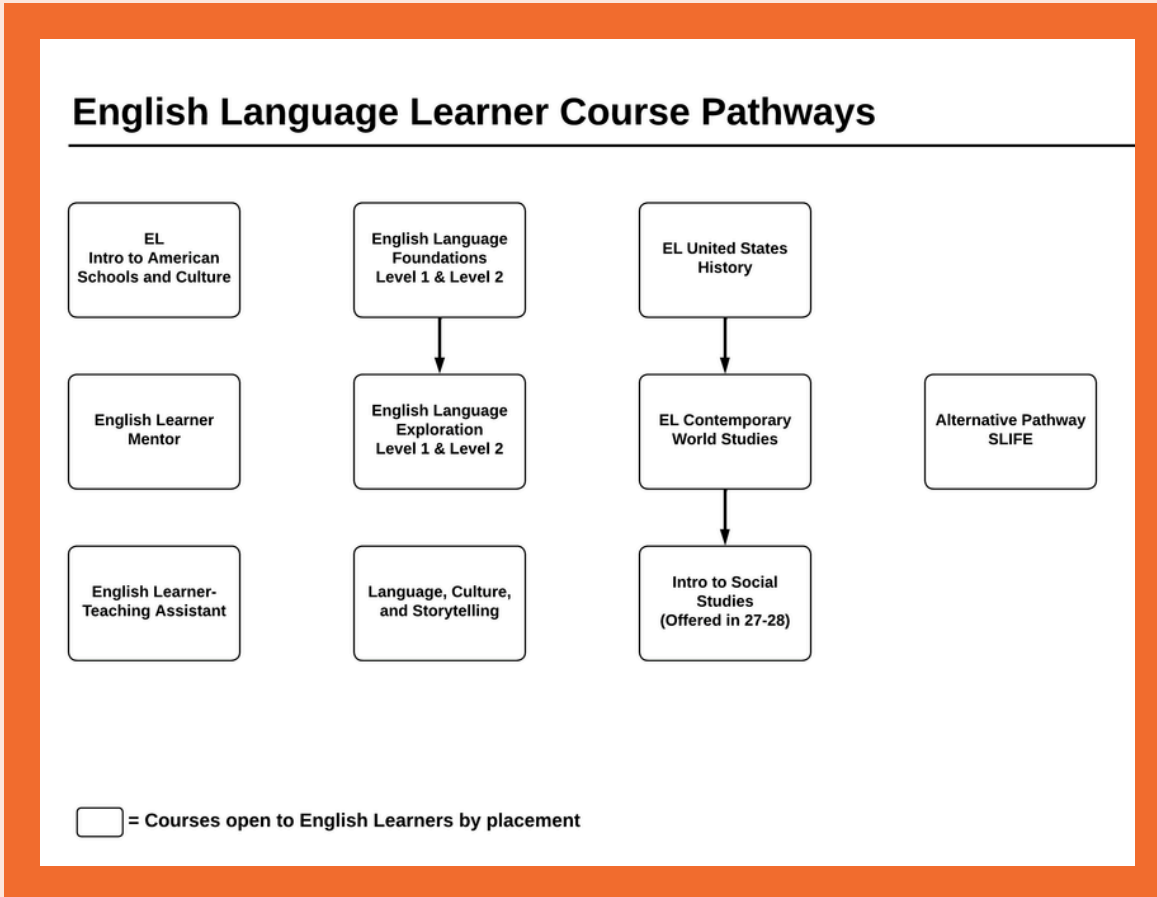 English Language Learner Course Pathways
EL
Intro to American
Schools and Culture
English Language
Foundations
Level 1 & Level 2
EL United States
History
English Learner
Mentor
English Language
Exploration
Level 1 & Level 2
EL Contemporary
World Studies
Alternative Pathway
SLIFE
English Learner-
Teaching Assistant
Language, Culture,
and Storytelling
Intro to Social
Studies
(Offered in 27-28)
= Courses open to English Learners by placement